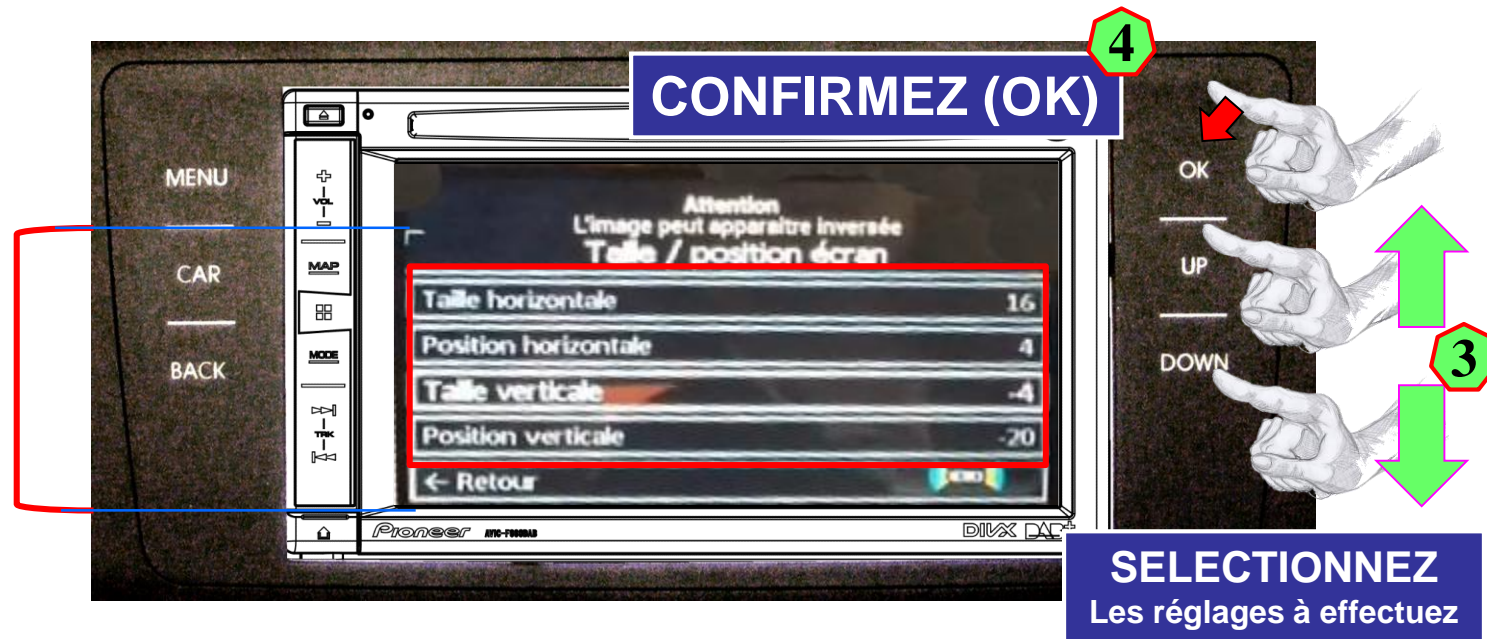 4
CONFIRMEZ (OK)
MENU
CAR
BACK
VOL
MAP
MODE
TRK
Attention
L'image peut apparaitre inversée
Taille / position écran
Taille horizontale 16
Position horizontale 4
Taille verticale -4
Position verticale -20
← Retour
Pioneer
DIVX DAB+
OK
UP
DOWN
3
SELECTIONNEZ
Les réglages à effectuez